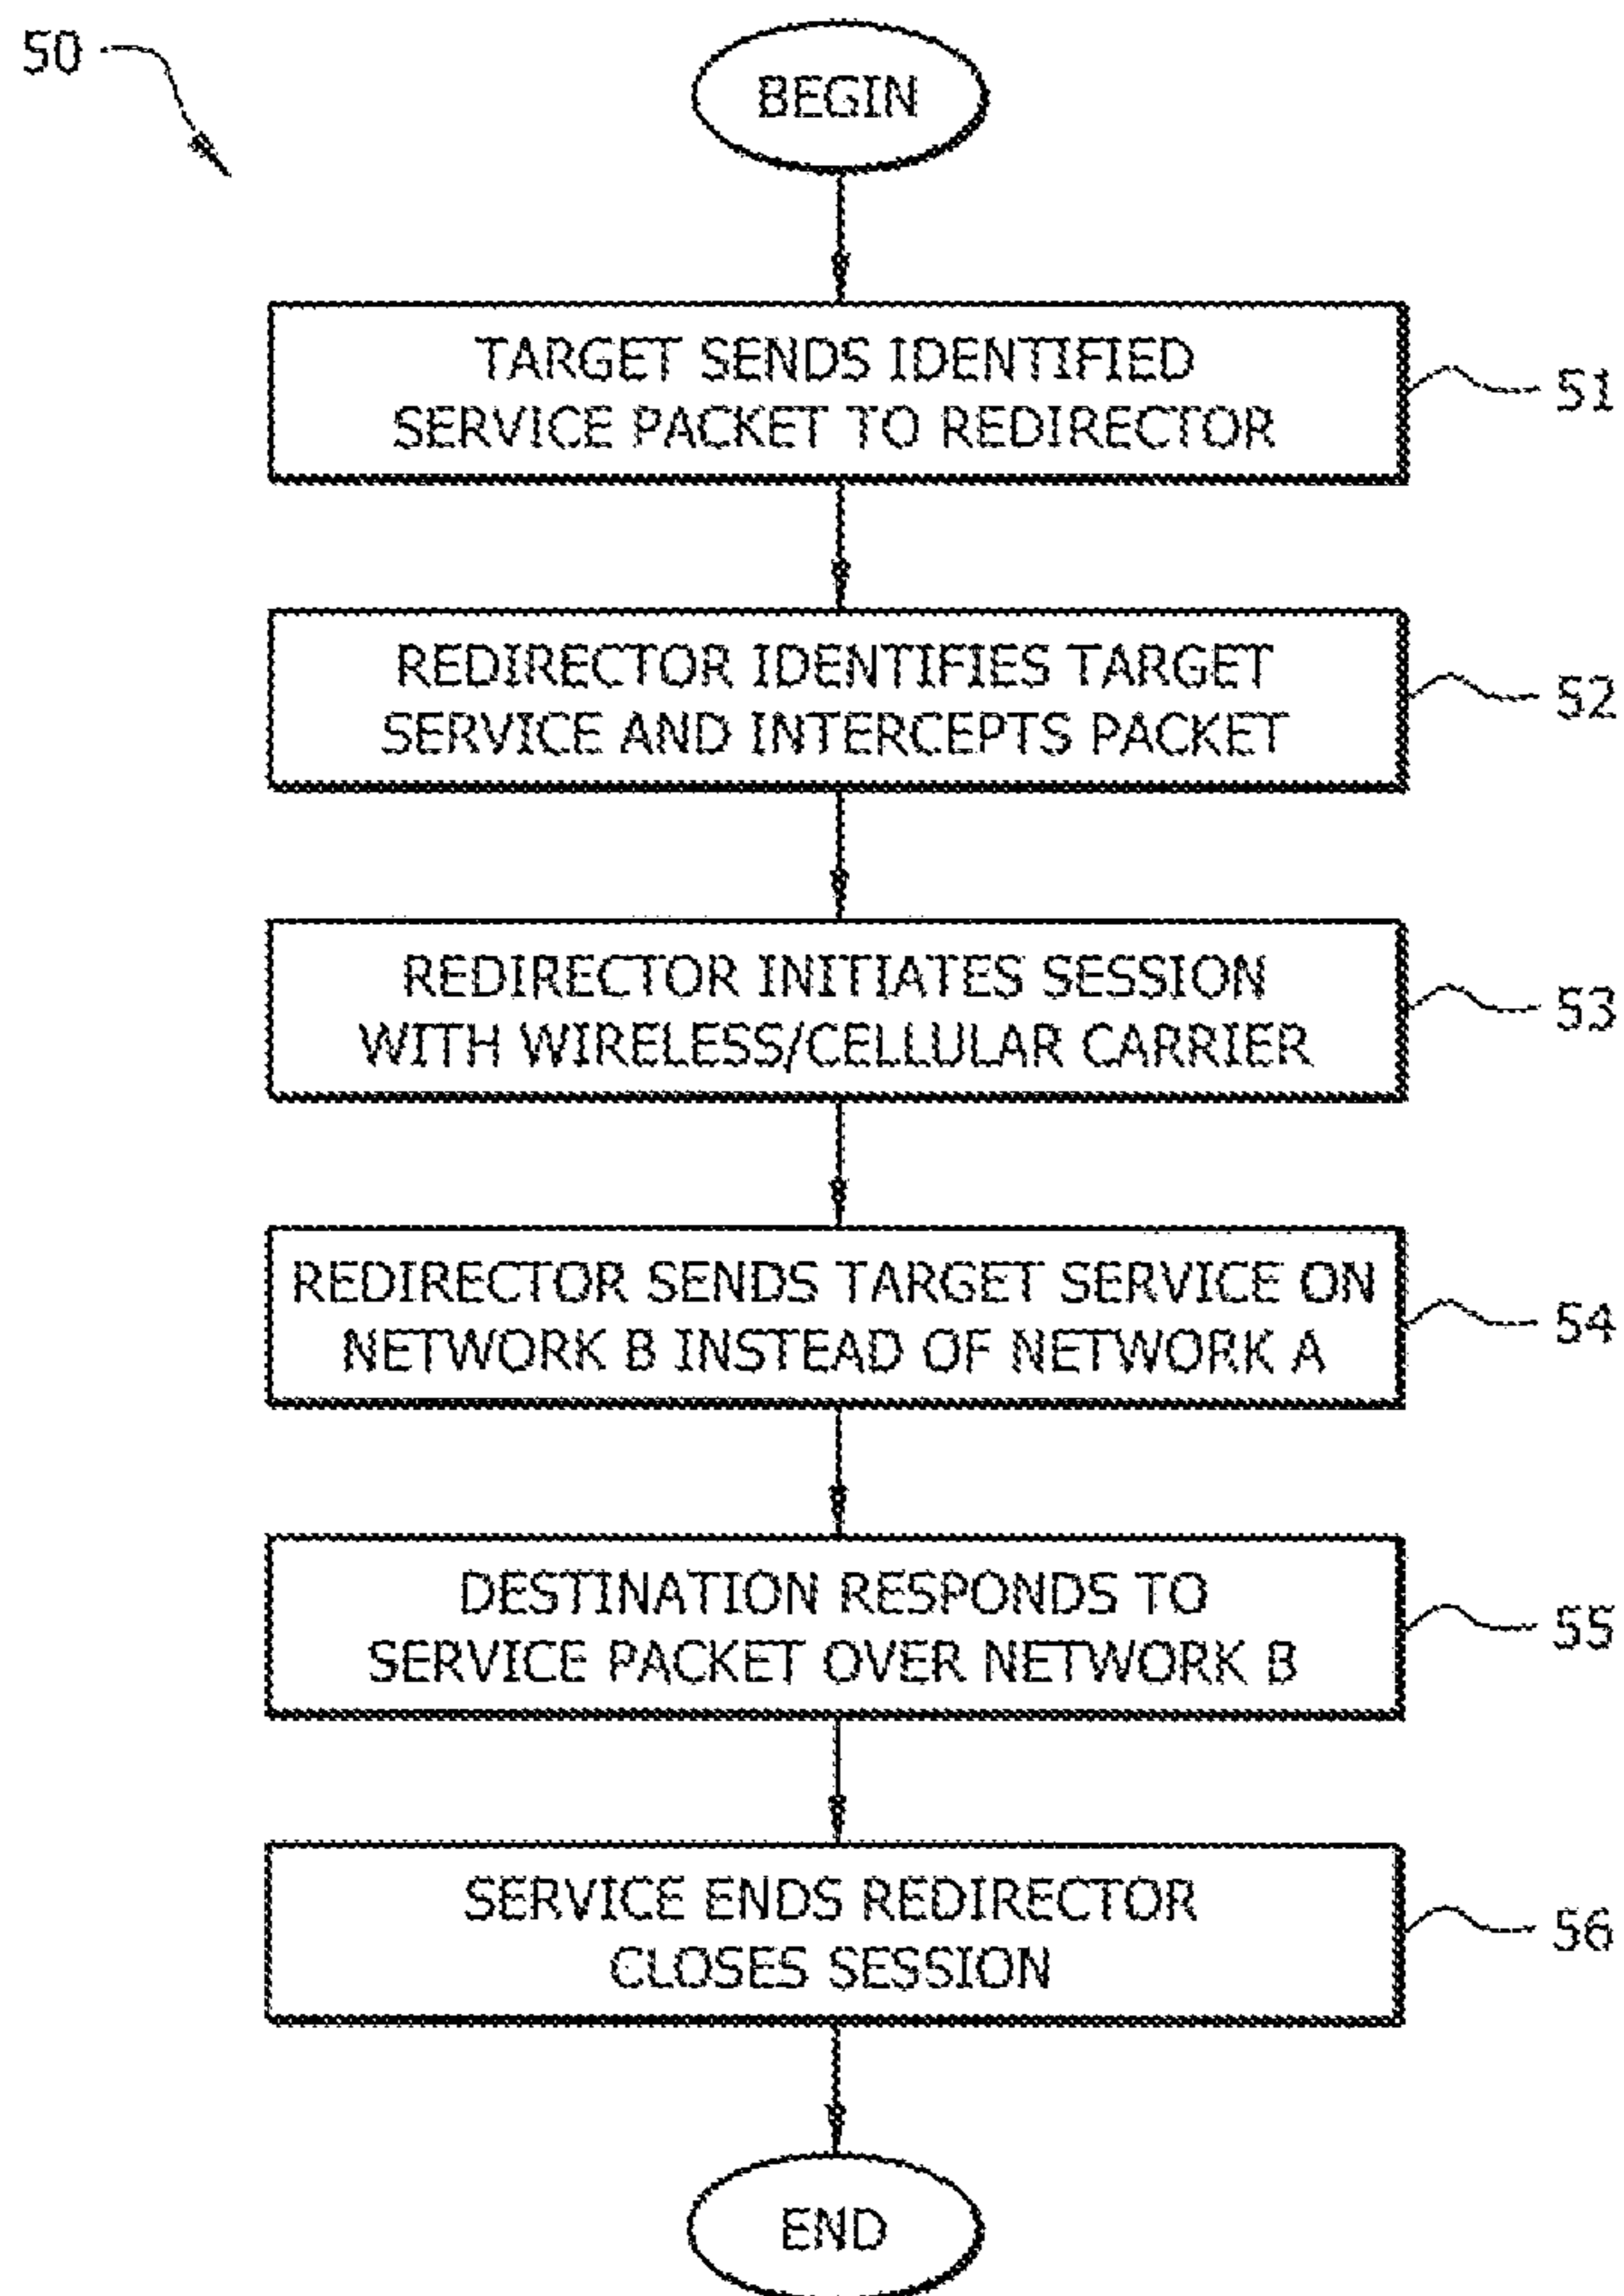 50
BEGIN
TARGET SENDS IDENTIFIED
SERVICE PACKET TO REDIRECTOR
51
REDIRECTOR IDENTIFIES TARGET
SERVICE AND INTERCEPTS PACKET
52
REDIRECTOR INITIATES SESSION
WITH WIRELESS/CELLULAR CARRIER
53
REDIRECTOR SENDS TARGET SERVICE ON
NETWORK B INSTEAD OF NETWORK A
54
DESTINATION RESPONDS TO
SERVICE PACKET OVER NETWORK B
55
SERVICE ENDS REDIRECTOR
CLOSES SESSION
56
END